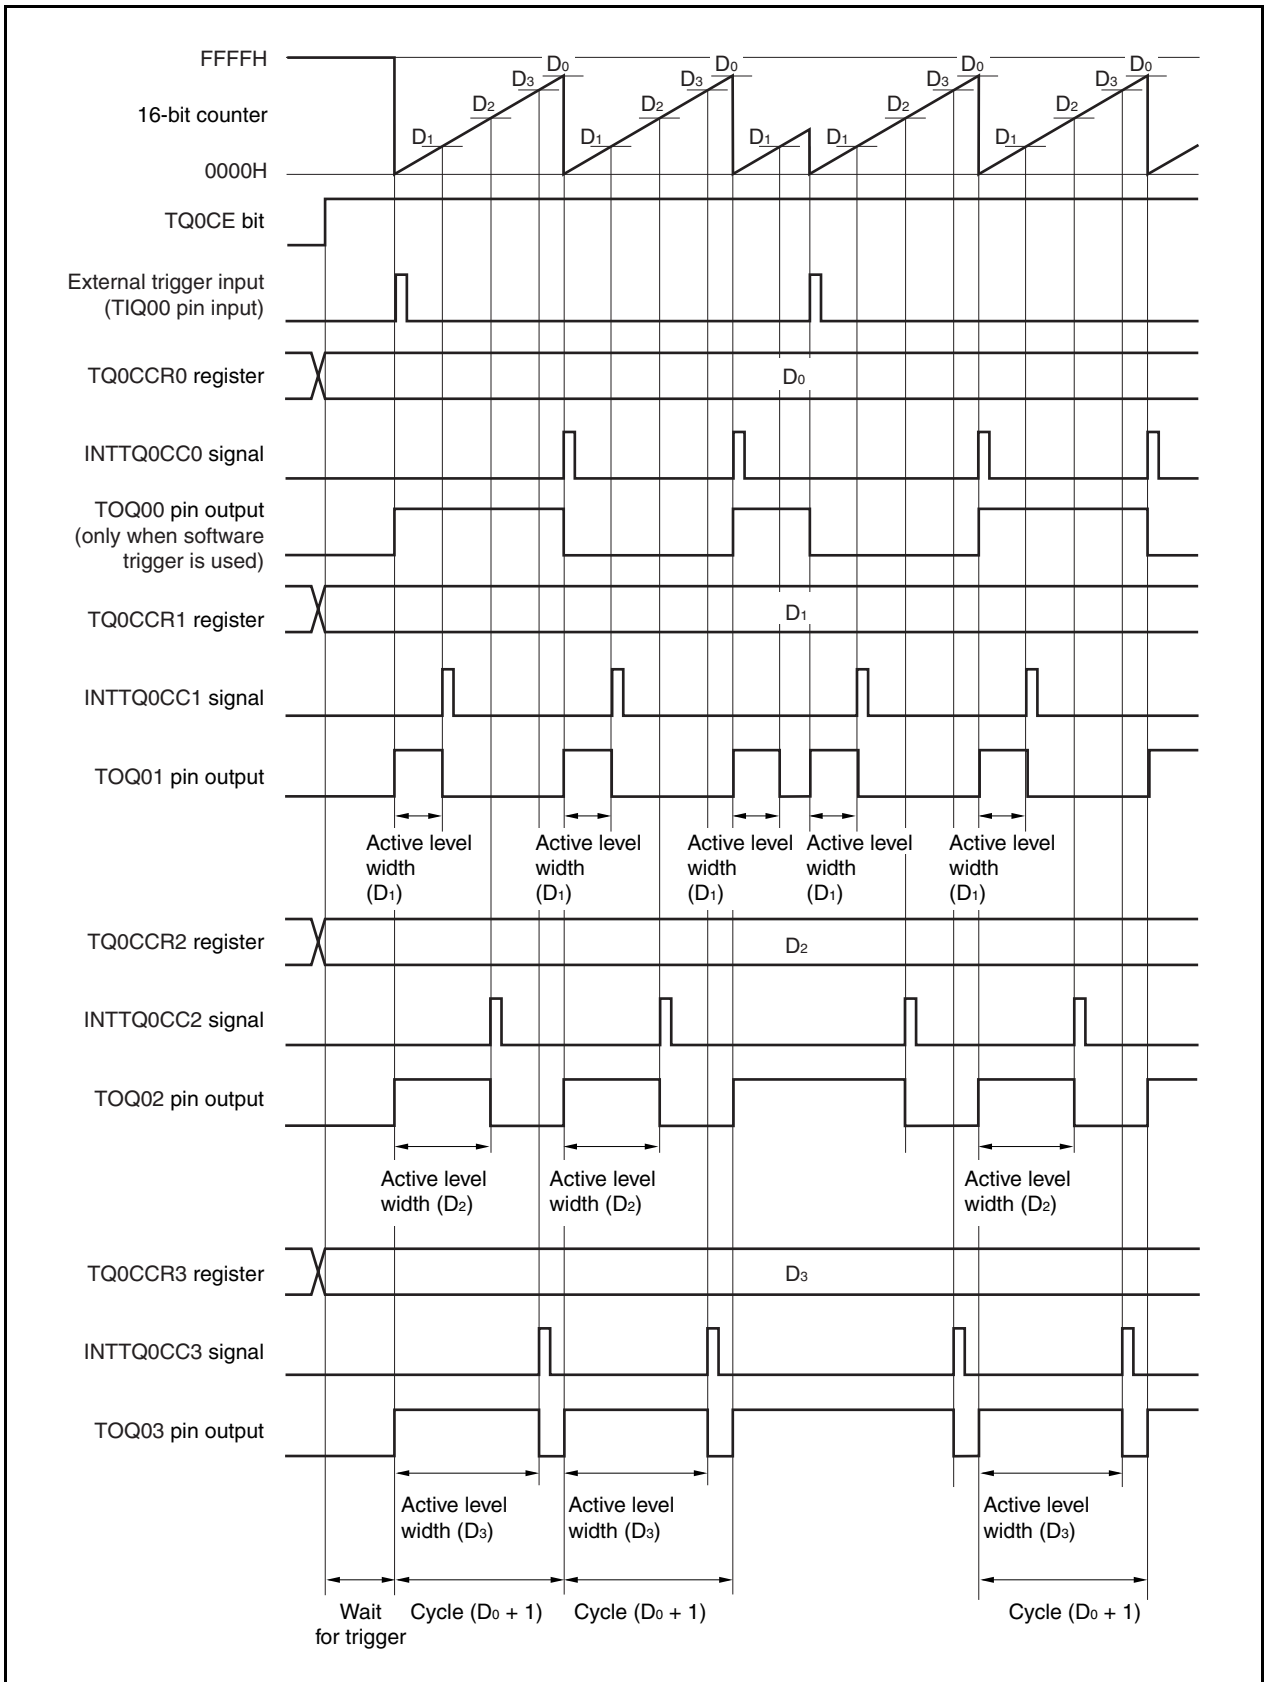 FFFFH
D₀ D₀ D₀ D₀
D₃ D₃ D₃ D₃
D₂ D₂ D₂ D₂
16-bit counter
D₁ D₁ D₁ D₁ D₁
0000H
TQ0CE bit
External trigger input
(TIQ00 pin input)
TQ0CCR0 register
D₀
INTTQ0CC0 signal
TOQ00 pin output
(only when software
trigger is used)
TQ0CCR1 register
D₁
INTTQ0CC1 signal
TOQ01 pin output
Active level Active level Active level Active level Active level
width width width width width
(D₁) (D₁) (D₁) (D₁) (D₁)
TQ0CCR2 register
D₂
INTTQ0CC2 signal
TOQ02 pin output
Active level Active level Active level
width (D₂) width (D₂) width (D₂)
TQ0CCR3 register
D₃
INTTQ0CC3 signal
TOQ03 pin output
Active level Active level Active level
width (D₃) width (D₃) width (D₃)
Wait Cycle (D₀ + 1) Cycle (D₀ + 1) Cycle (D₀ + 1)
for trigger